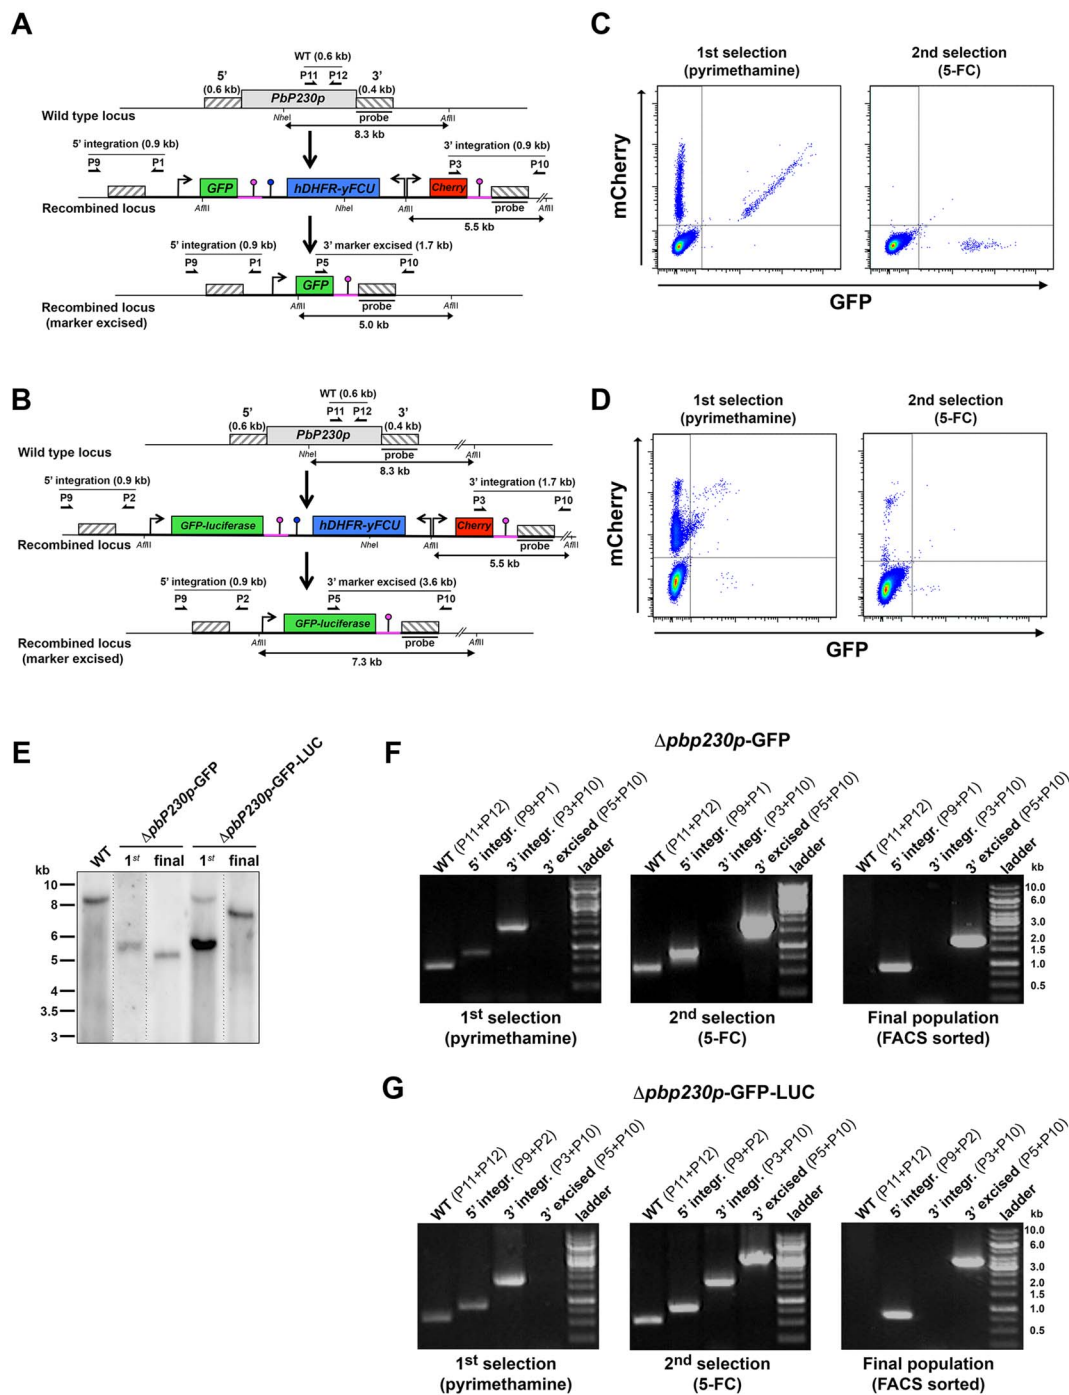 A
WT (0.6 kb)
P11 P12
5’ 3’
(0.6 kb) (0.4 kb)
PbP230p
Wild type locus
NheI probe AflII
8.3 kb
5’ integration (0.9 kb) 3’ integration (0.9 kb)
P9 P1 P3 P10
GFP hDHFR-yFCU Cherry
Recombined locus AflII NheI AflII probe AflII
5.5 kb
5’ integration (0.9 kb) 3’ marker excised (1.7 kb)
P9 P1 P5 P10
GFP
Recombined locus
(marker excised)
AflII probe AflII
5.0 kb
B
WT (0.6 kb)
P11 P12
5’ 3’
(0.6 kb) (0.4 kb)
PbP230p
Wild type locus
NheI probe AflII
8.3 kb
5’ integration (0.9 kb) 3’ integration (1.7 kb)
P9 P2 P3 P10
GFP-luciferase hDHFR-yFCU Cherry
Recombined locus AflII NheI AflII probe AflII
5.5 kb
5’ integration (0.9 kb) 3’ marker excised (3.6 kb)
P9 P2 P5 P10
GFP-luciferase
Recombined locus
(marker excised)
AflII probe AflII
7.3 kb
C
1st selection
(pyrimethamine)
2nd selection
(5-FC)
mCherry
GFP
D
1st selection
(pyrimethamine)
2nd selection
(5-FC)
mCherry
GFP
E
ΔpbP230p-GFP
ΔpbP230p-GFP-LUC
WT 1st final 1st final
kb
10
8
6
5
4
3.5
3
F
Δpbp230p-GFP
WT (P11+P12)
5’ integr. (P9+P1)
3’ integr. (P3+P10)
3’ excised (P5+P10)
ladder
WT (P11+P12)
5’ integr. (P9+P1)
3’ integr. (P3+P10)
3’ excised (P5+P10)
ladder
WT (P11+P12)
5’ integr. (P9+P1)
3’ integr. (P3+P10)
3’ excised (P5+P10)
ladder
kb
10.0
6.0
3.0
2.0
1.5
1.0
0.5
1st selection
(pyrimethamine)
2nd selection
(5-FC)
Final population
(FACS sorted)
G
Δpbp230p-GFP-LUC
WT (P11+P12)
5’ integr. (P9+P2)
3’ integr. (P3+P10)
3’ excised (P5+P10)
ladder
WT (P11+P12)
5’ integr. (P9+P2)
3’ integr. (P3+P10)
3’ excised (P5+P10)
ladder
WT (P11+P12)
5’ integr. (P9+P2)
3’ integr. (P3+P10)
3’ excised (P5+P10)
ladder
kb
10.0
6.0
3.0
2.0
1.5
1.0
0.5
1st selection
(pyrimethamine)
2nd selection
(5-FC)
Final population
(FACS sorted)